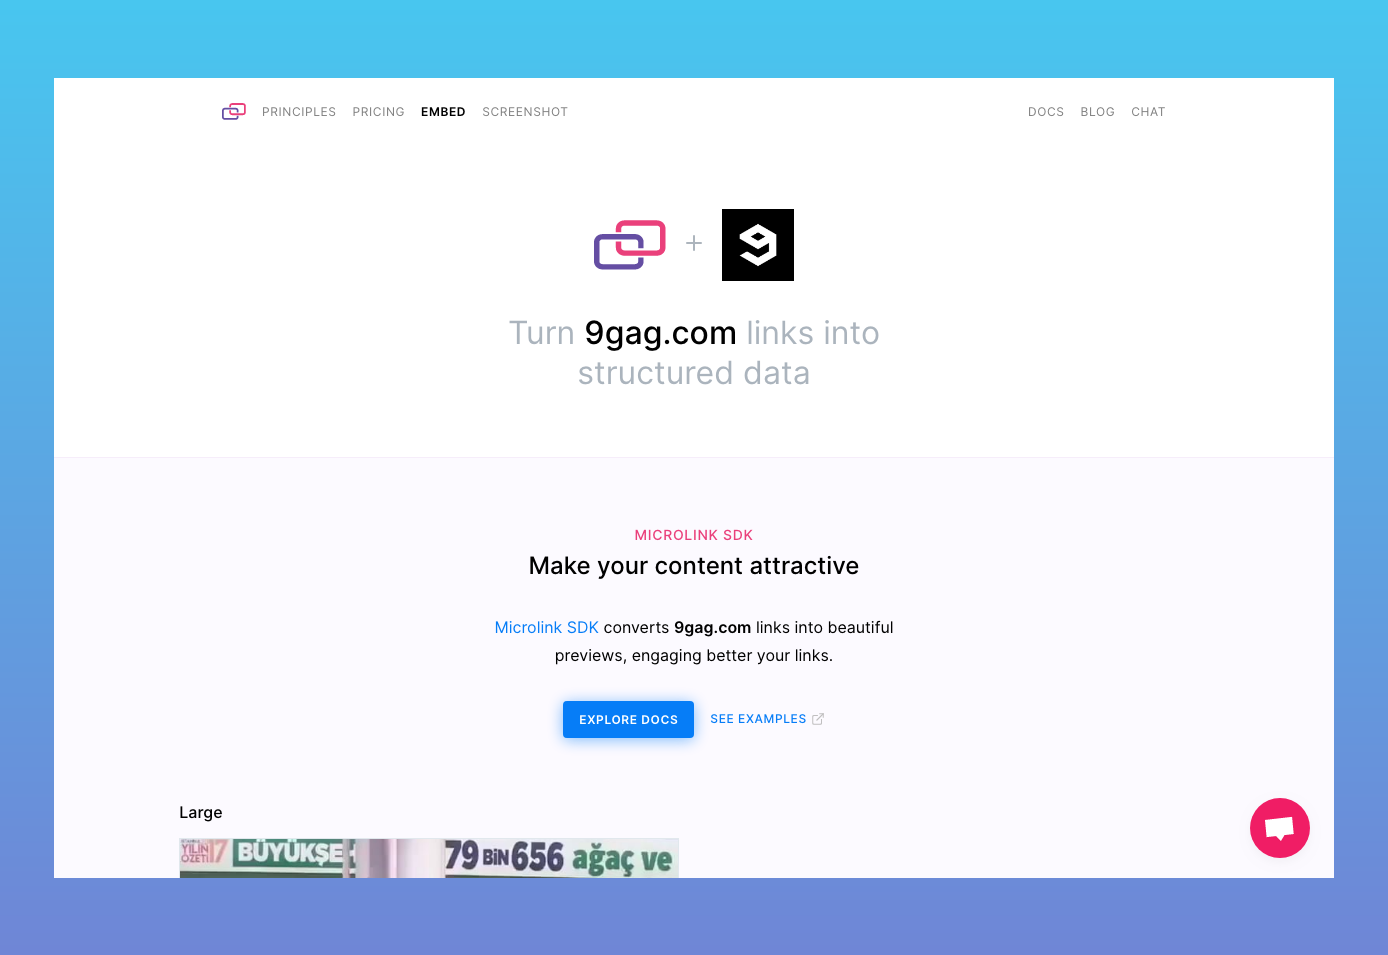 PRINCIPLES PRICING EMBED SCREENSHOT DOCS BLOG CHAT
Turn 9gag.com links into
structured data
MICROLINK SDK
Make your content attractive
Microlink SDK converts 9gag.com links into beautiful
previews, engaging better your links.
EXPLORE DOCS SEE EXAMPLES
Large
YILIN 17 BÜYÜKŞE 79 BİN 656 ağaç ve
ÖZETİ